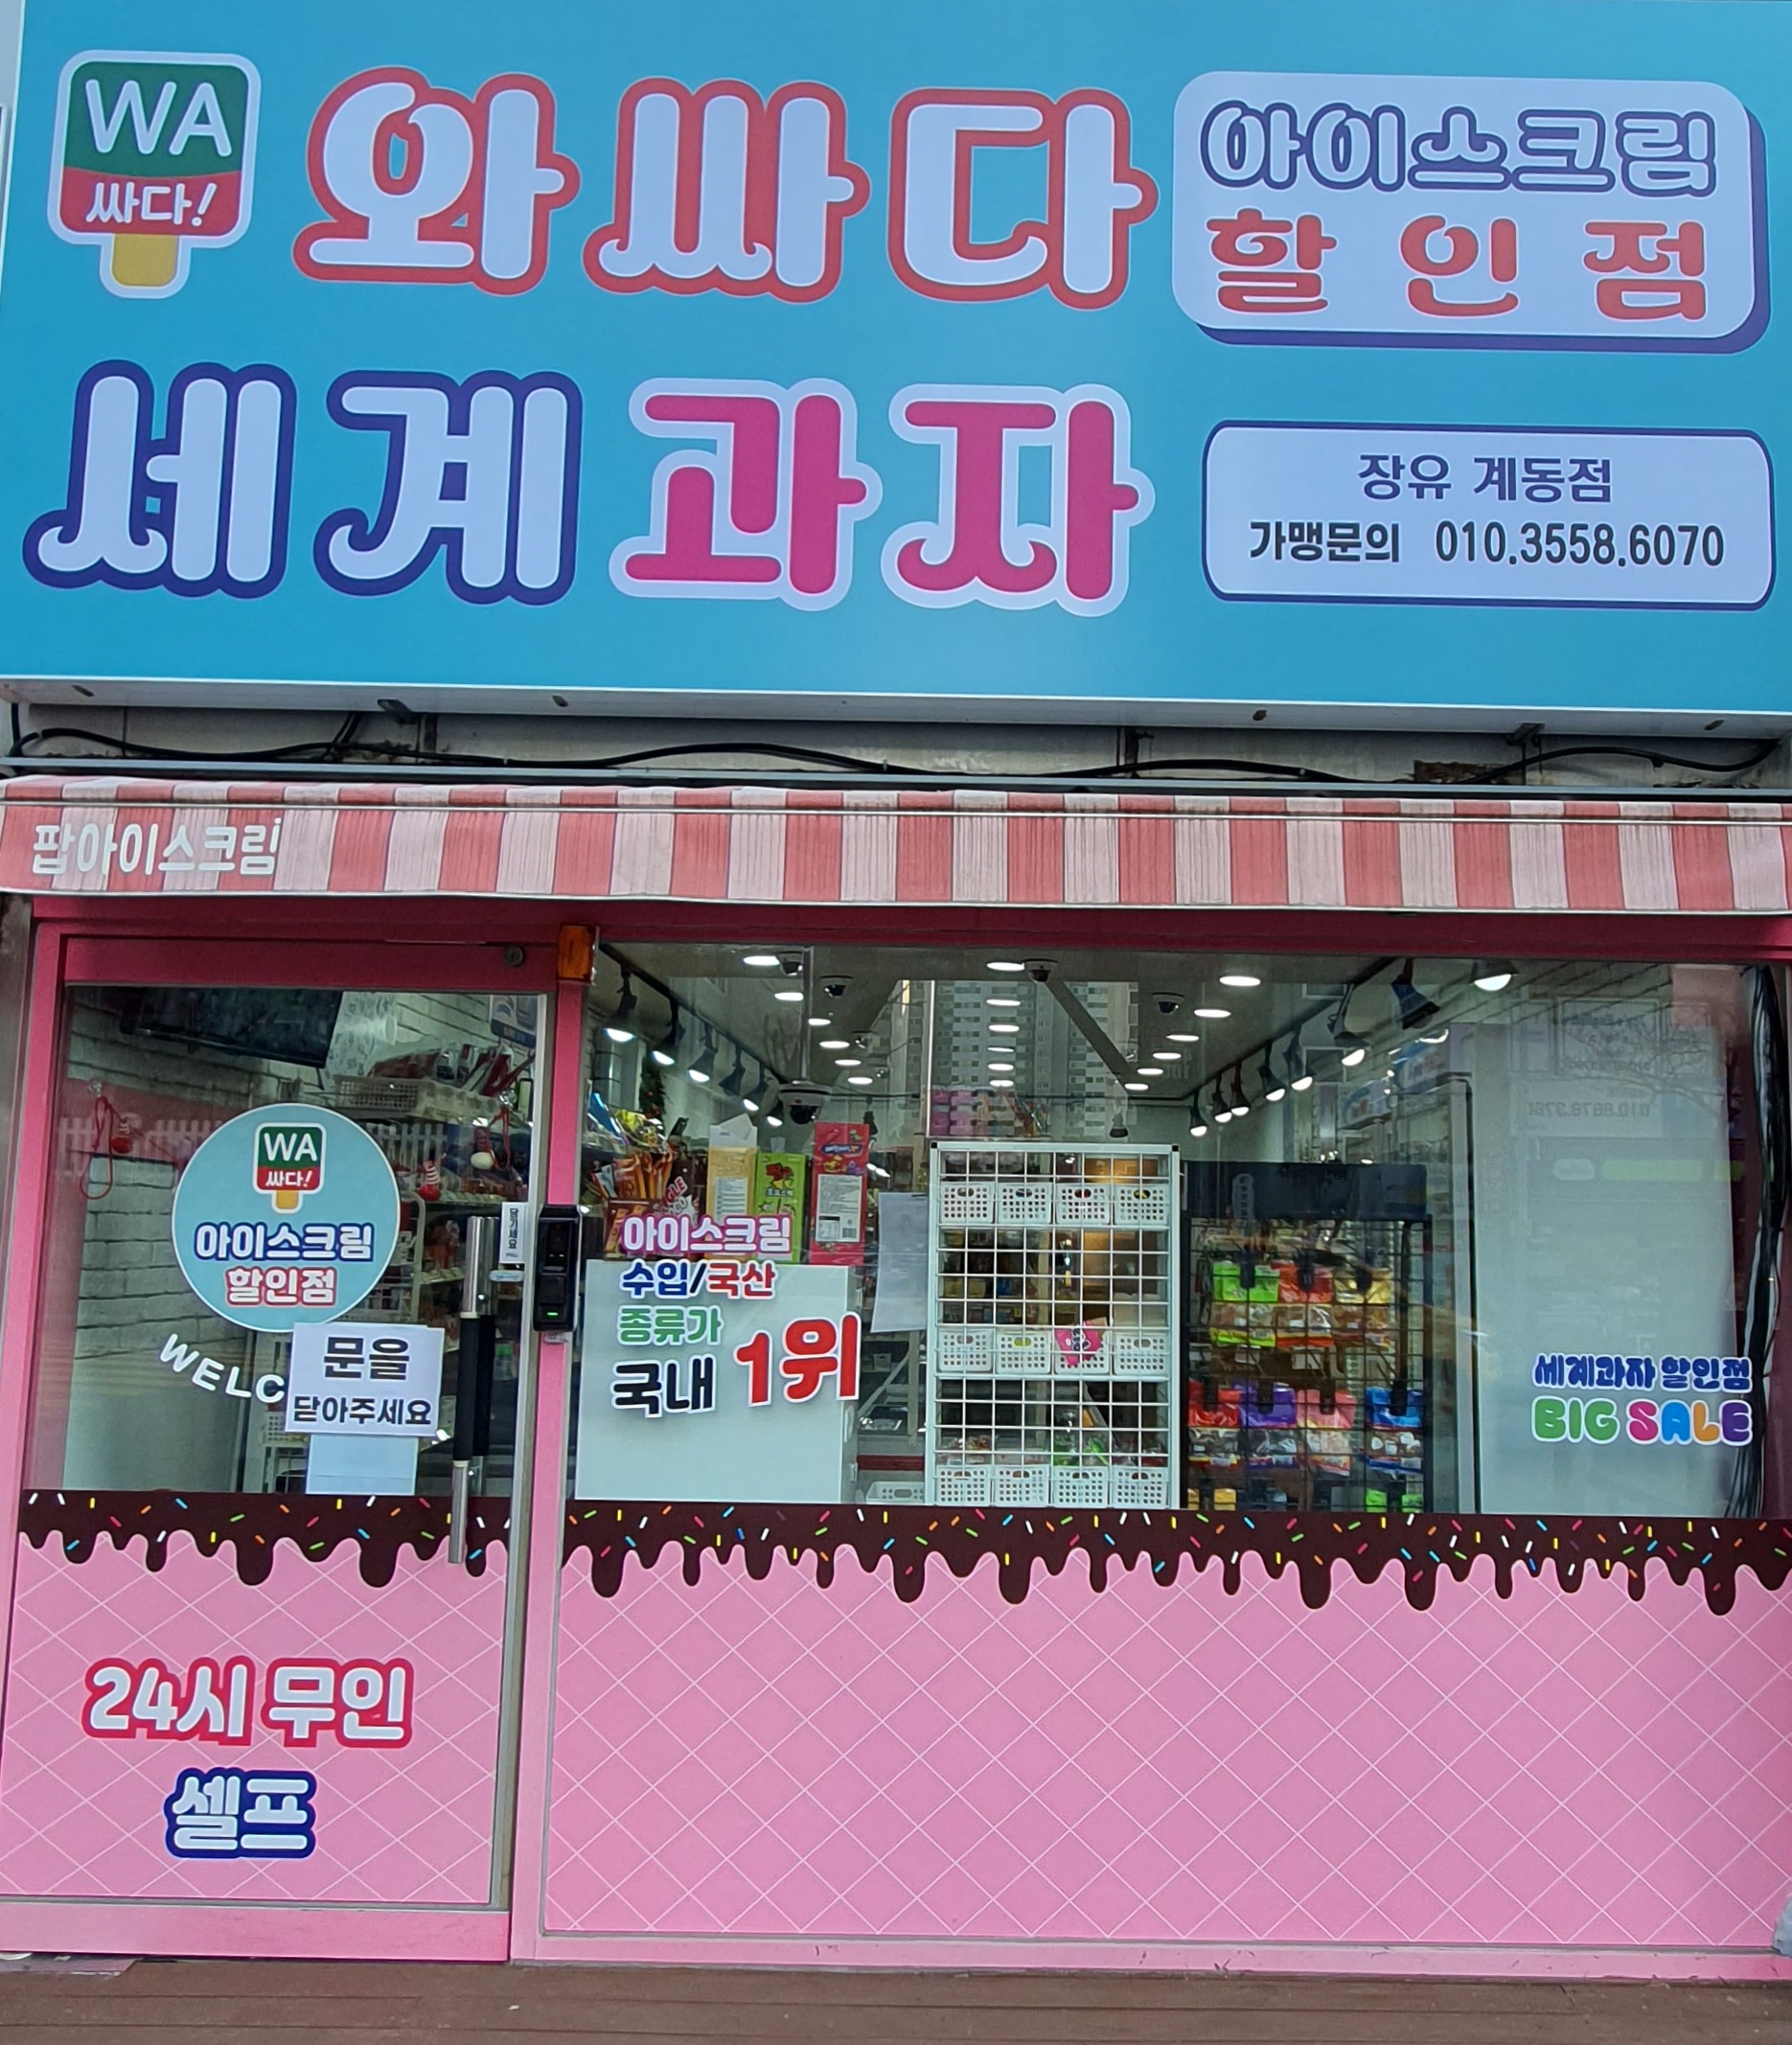 WA
싸다!
와싸다
아이스크림
할인점
세계과자
장유 계동점
가맹문의 010.3558.6070
팝아이스크림
WA
싸다!
아이스크림
할인점
WELC
문을
닫아주세요
아이스크림
수입/국산
종류가
국내 1위
세계과자 할인점
BIG SALE
24시 무인
셀프